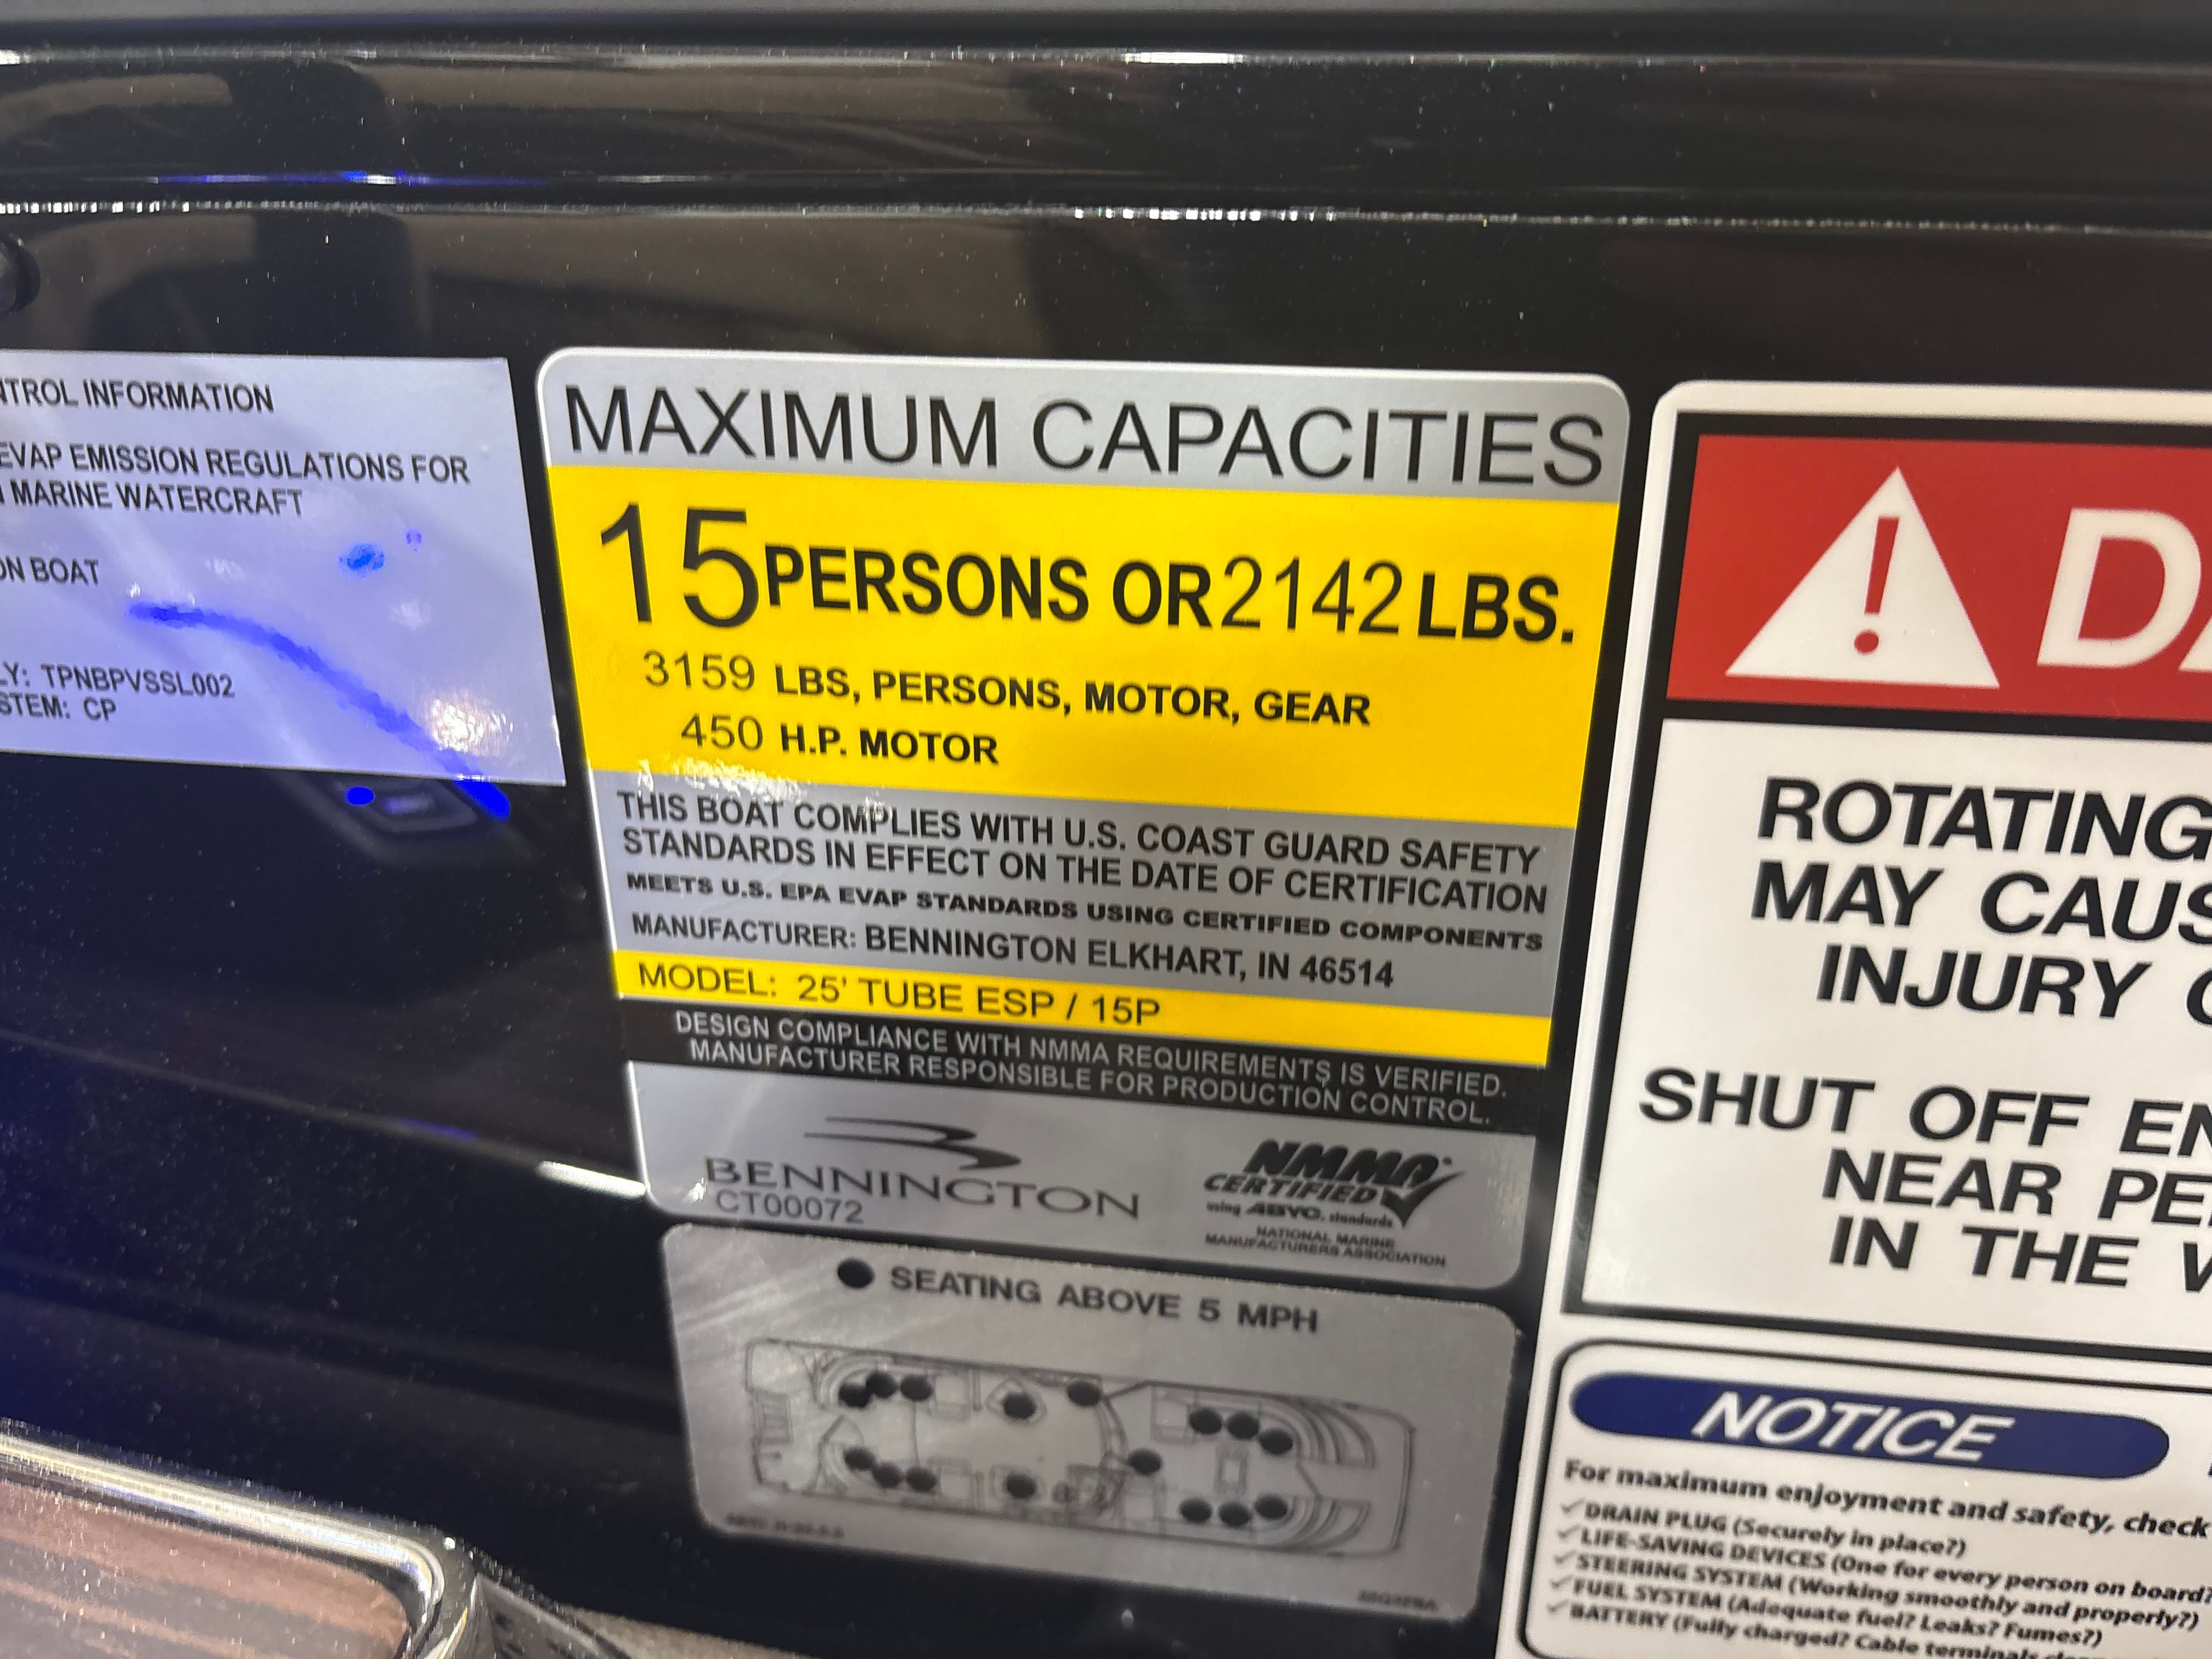 NTROL INFORMATION
EVAP EMISSION REGULATIONS FOR
MARINE WATERCRAFT
ON BOAT
LY: TPNBPVSSL002
STEM: CP
MAXIMUM CAPACITIES
15 PERSONS OR 2142 LBS.
3159 LBS, PERSONS, MOTOR, GEAR
450 H.P. MOTOR
THIS BOAT COMPLIES WITH U.S. COAST GUARD SAFETY
STANDARDS IN EFFECT ON THE DATE OF CERTIFICATION
MEETS U.S. EPA EVAP STANDARDS USING CERTIFIED COMPONENTS
MANUFACTURER: BENNINGTON ELKHART, IN 46514
MODEL: 25' TUBE ESP / 15P
DESIGN COMPLIANCE WITH NMMA REQUIREMENTS IS VERIFIED.
MANUFACTURER RESPONSIBLE FOR PRODUCTION CONTROL.
BENNINGTON
CT00072
NMMA
CERTIFIED
using ABYC. standards
NATIONAL MARINE
MANUFACTURERS ASSOCIATION
SEATING ABOVE 5 MPH
DA
ROTATING
MAY CAUS
INJURY
SHUT OFF EN
NEAR PE
IN THE W
NOTICE
For maximum enjoyment and safety, check
DRAIN PLUG (Securely in place?)
LIFE-SAVING DEVICES (One for every person on board?
STEERING SYSTEM (Working smoothly and properly?)
FUEL SYSTEM (Adequate fuel? Leaks? Fumes?)
BATTERY (Fully charged? Cable terminals